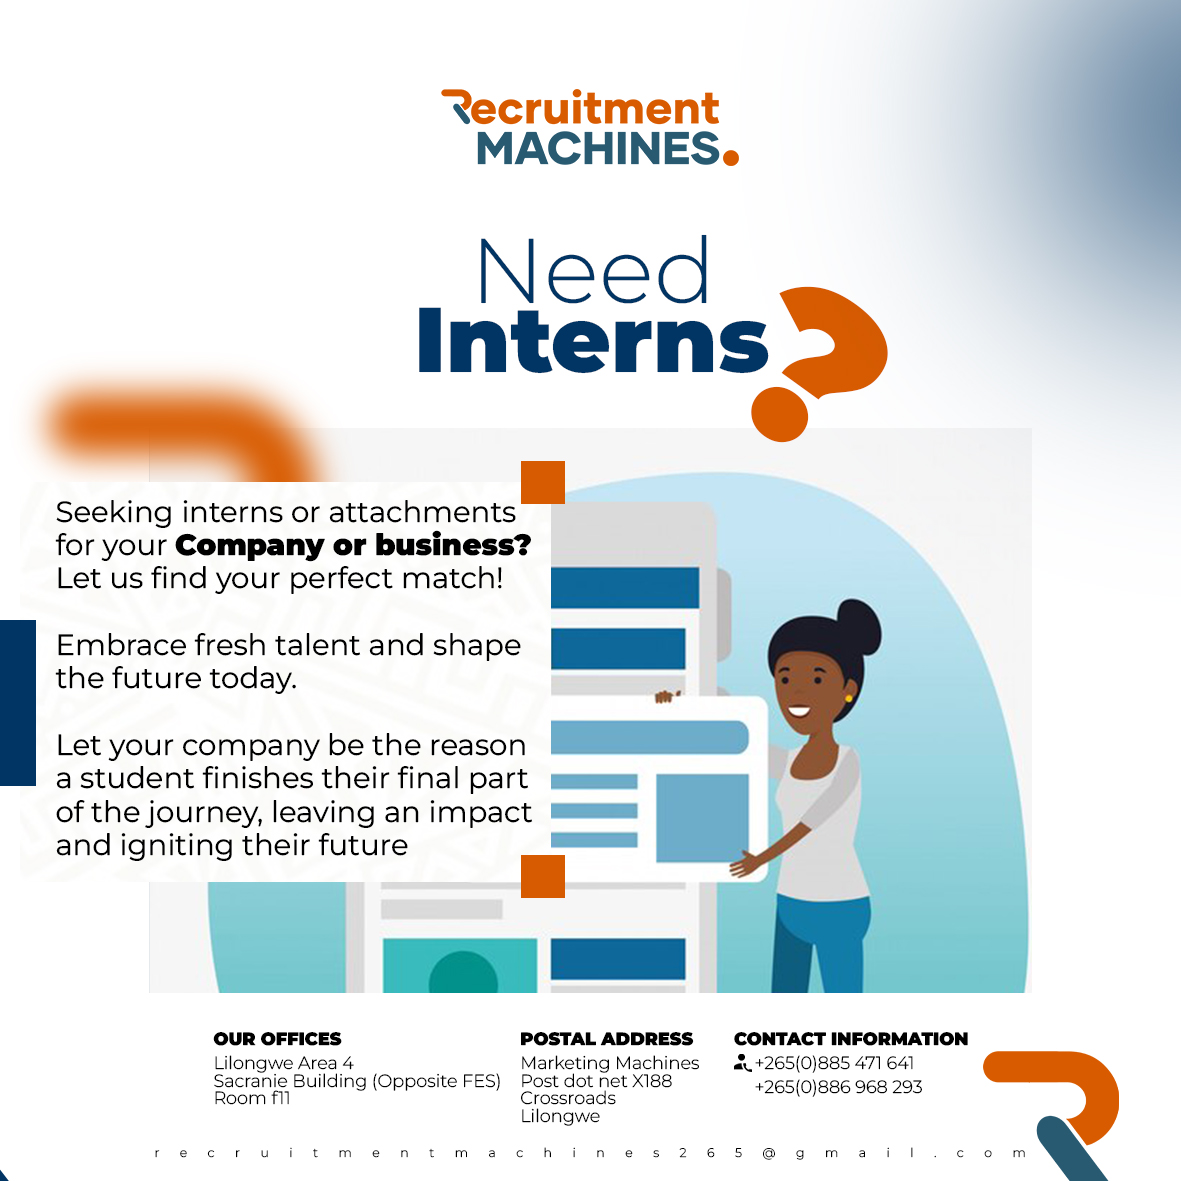 Recruitment
MACHINES.
Need
Interns?
Seeking interns or attachments
for your Company or business?
Let us find your perfect match!
Embrace fresh talent and shape
the future today.
Let your company be the reason
a student finishes their final part
of the journey, leaving an impact
and igniting their future
OUR OFFICES
Lilongwe Area 4
Sacranie Building (Opposite FES)
Room f11
POSTAL ADDRESS
Marketing Machines
Post dot net X188
Crossroads
Lilongwe
CONTACT INFORMATION
+265(0)885 471 641
+265(0)886 968 293
recruitmentmachines265@gmail.com